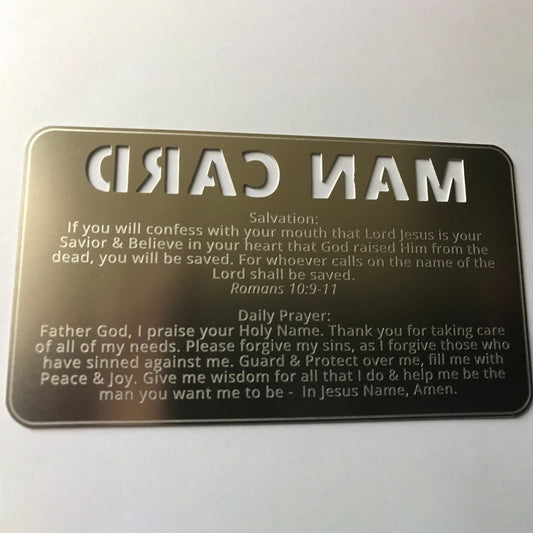 MAN CARD
Salvation:
If you will confess with your mouth that Lord Jesus is your
Savior & Believe in your heart that God raised Him from the
dead, you will be saved. For whoever calls on the name of the
Lord shall be saved.
Romans 10:9-11
Daily Prayer:
Father God, I praise your Holy Name. Thank you for taking care
of all of my needs. Please forgive my sins, as I forgive those who
have sinned against me. Guard & Protect over me, fill me with
Peace & Joy. Give me wisdom for all that I do & help me be the
man you want me to be - In Jesus Name, Amen.